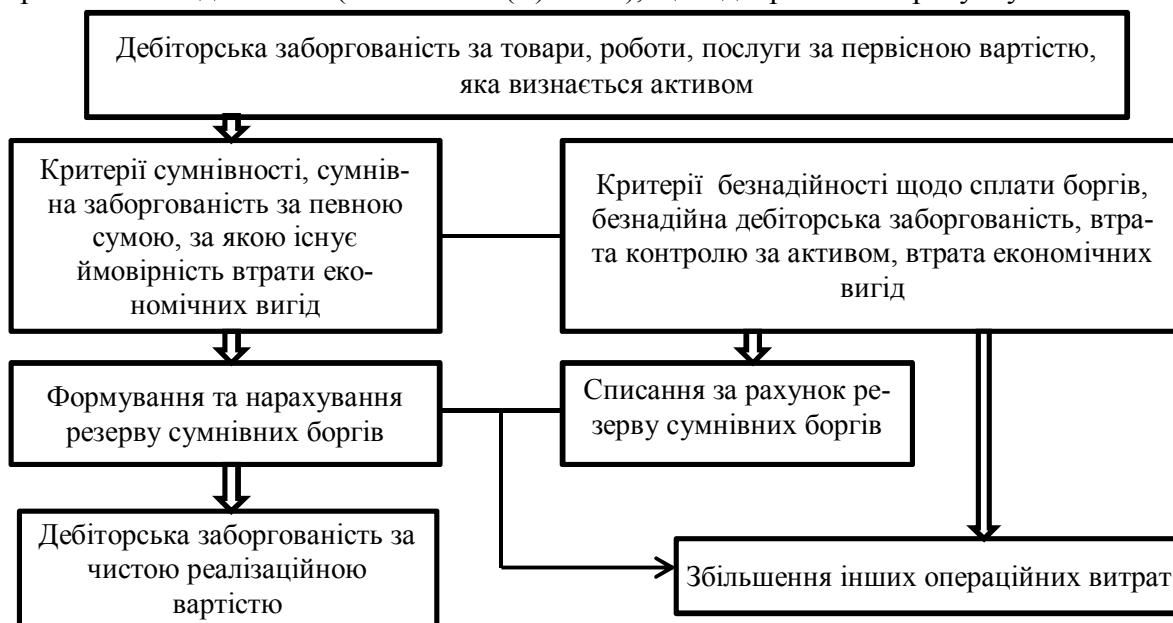 Дебіторська заборгованість за товари, роботи, послуги за первісною вартістю,
яка визнається активом
Критерії сумнівності, сумнів-
на заборгованість за певною
сумою, за якою існує
ймовірність втрати еко-
номічних вигід
Критерії безнадійності щодо сплати боргів,
безнадійна дебіторська заборгованість, втра-
та контролю за активом, втрата економічних
вигід
Формування та нарахування
резерву сумнівних боргів
Списання за рахунок ре-
зерву сумнівних боргів
Дебіторська заборгованість за
чистою реалізаційною
вартістю
Збільшення інших операційних витрат